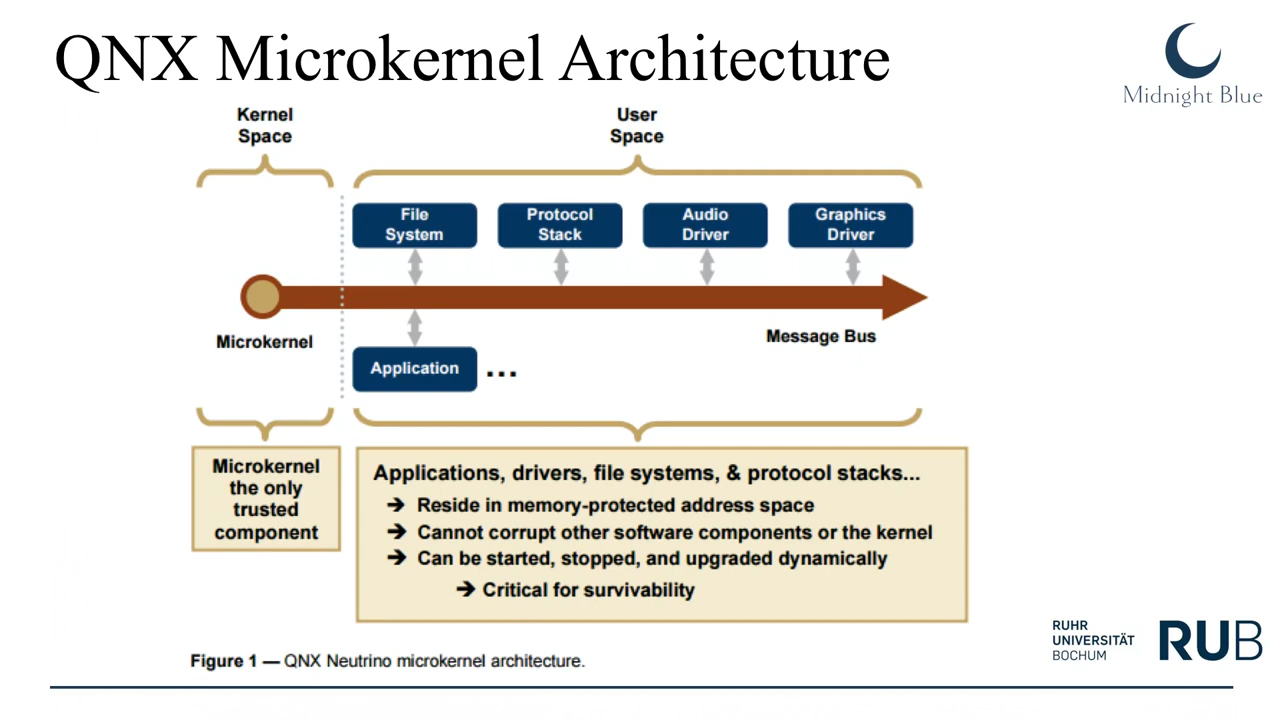 QNX Microkernel Architecture
Midnight Blue
Kernel
Space
User
Space
File
System
Protocol
Stack
Audio
Driver
Graphics
Driver
Microkernel
Message Bus
Application
...
Microkernel
the only
trusted
component
Applications, drivers, file systems, & protocol stacks...
➔ Reside in memory-protected address space
➔ Cannot corrupt other software components or the kernel
➔ Can be started, stopped, and upgraded dynamically
➔ Critical for survivability
Figure 1 — QNX Neutrino microkernel architecture.
RUHR
UNIVERSITÄT
BOCHUM
RUB